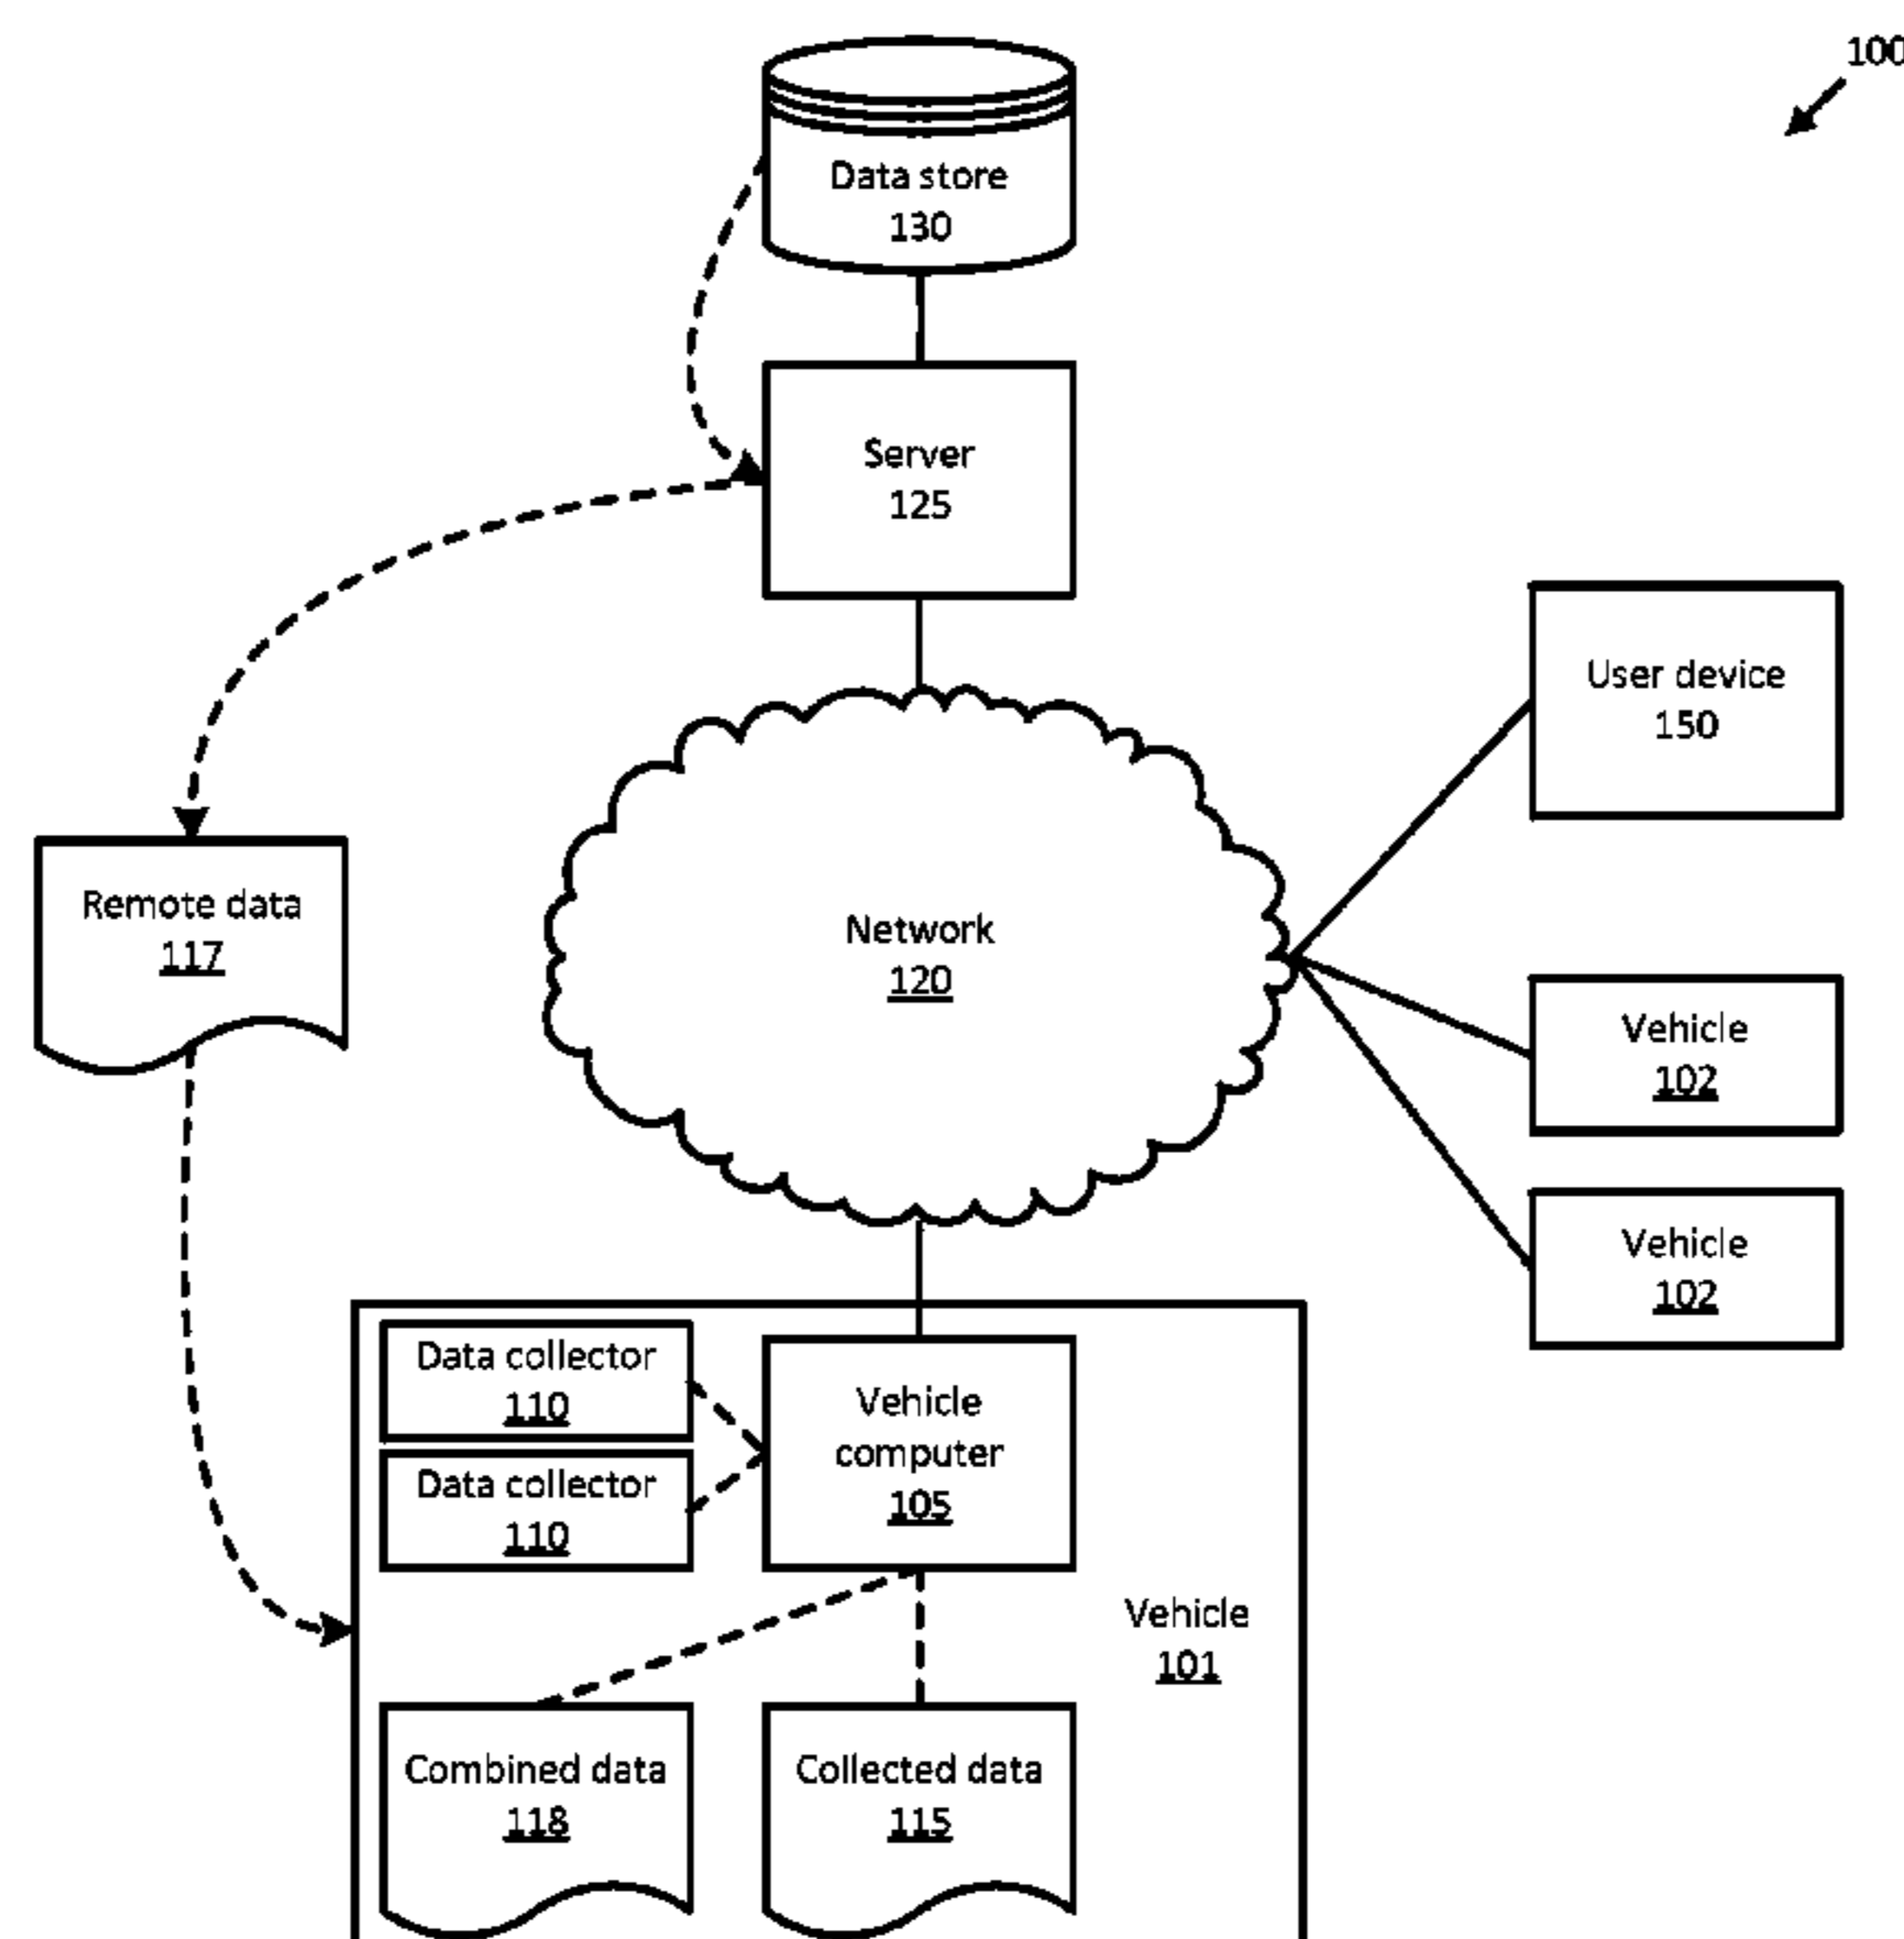 100
Data store
130
Server
125
User device
150
Remote data
117
Network
120
Vehicle
102
Vehicle
102
Data collector
110
Data collector
110
Vehicle
computer
105
Vehicle
101
Combined data
118
Collected data
115